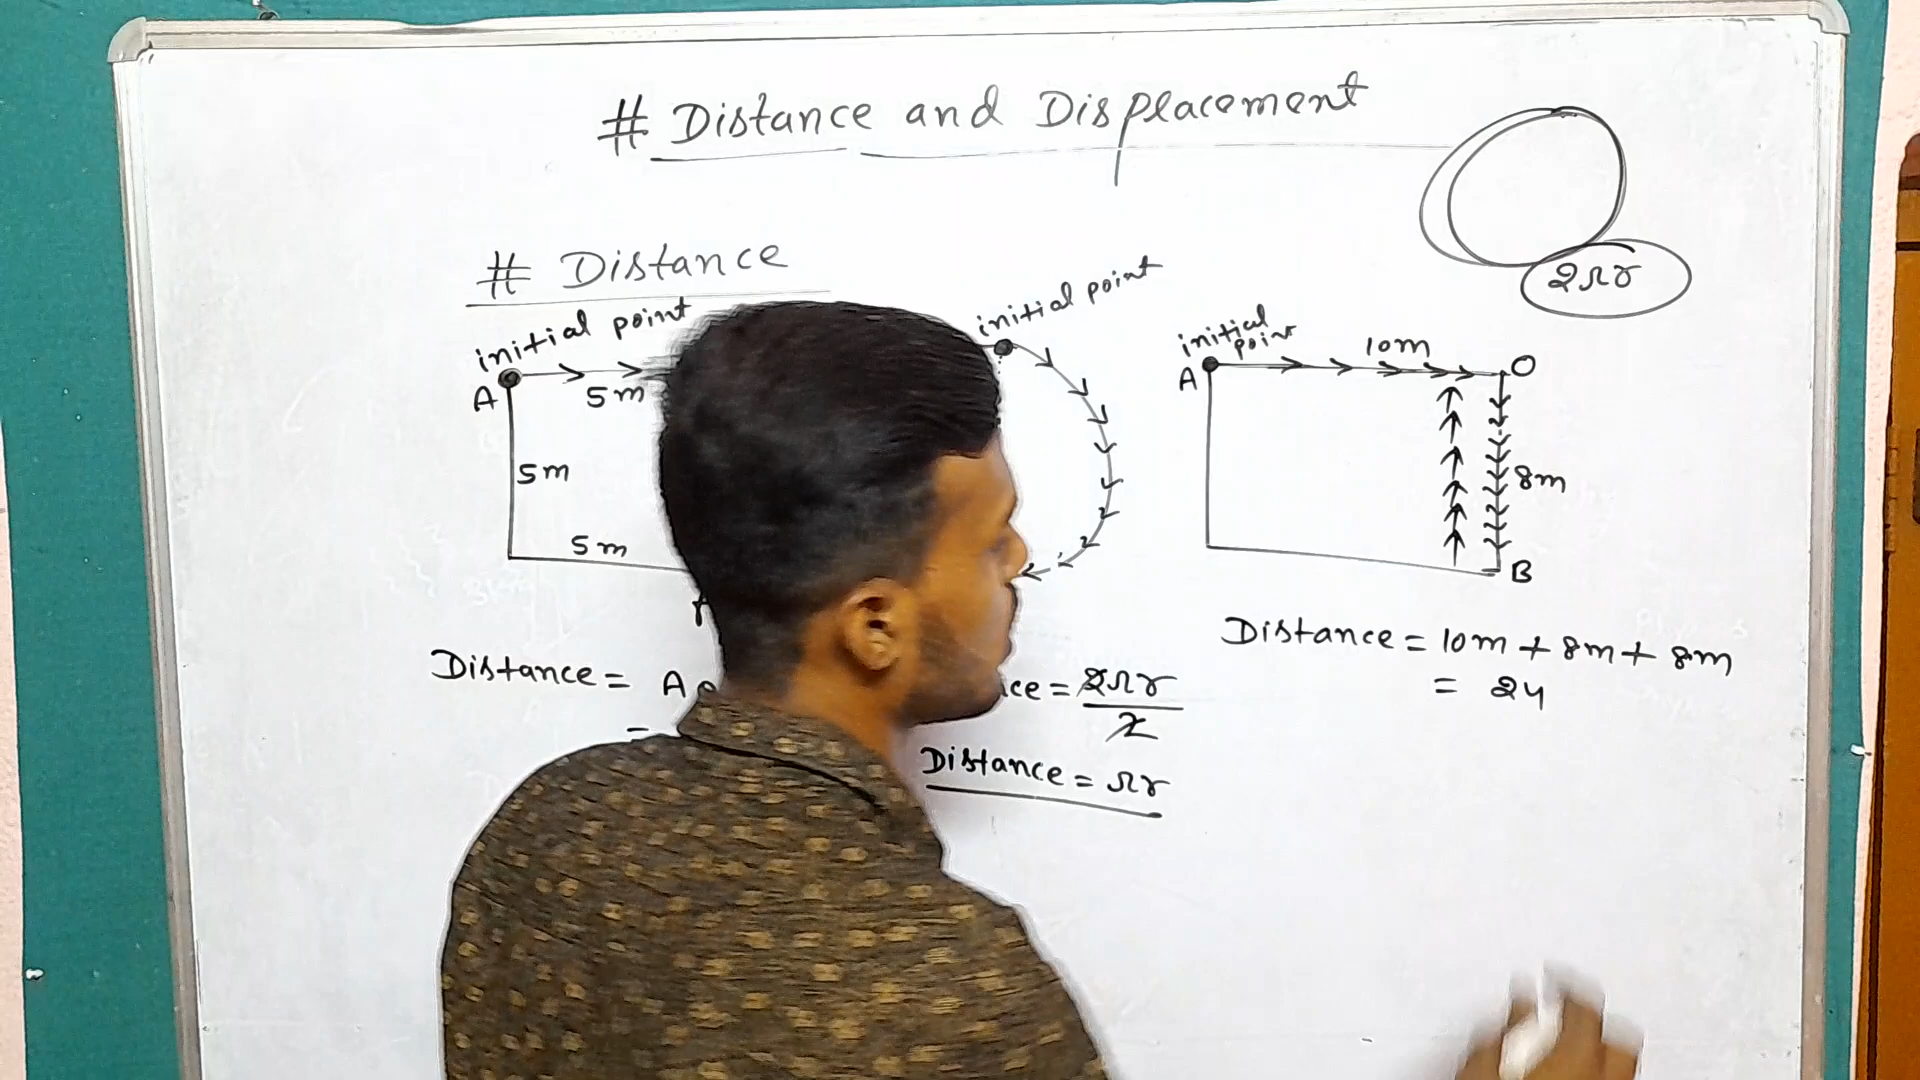 # Distance and Displacement
# Distance
2πr
initial point
A
5m
5m
5m
Distance =
=
initial point
= 2πr
2
Distance = πr
initial
point
A
10m
O
8m
B
Distance = 10m + 8m + 8m
= 24